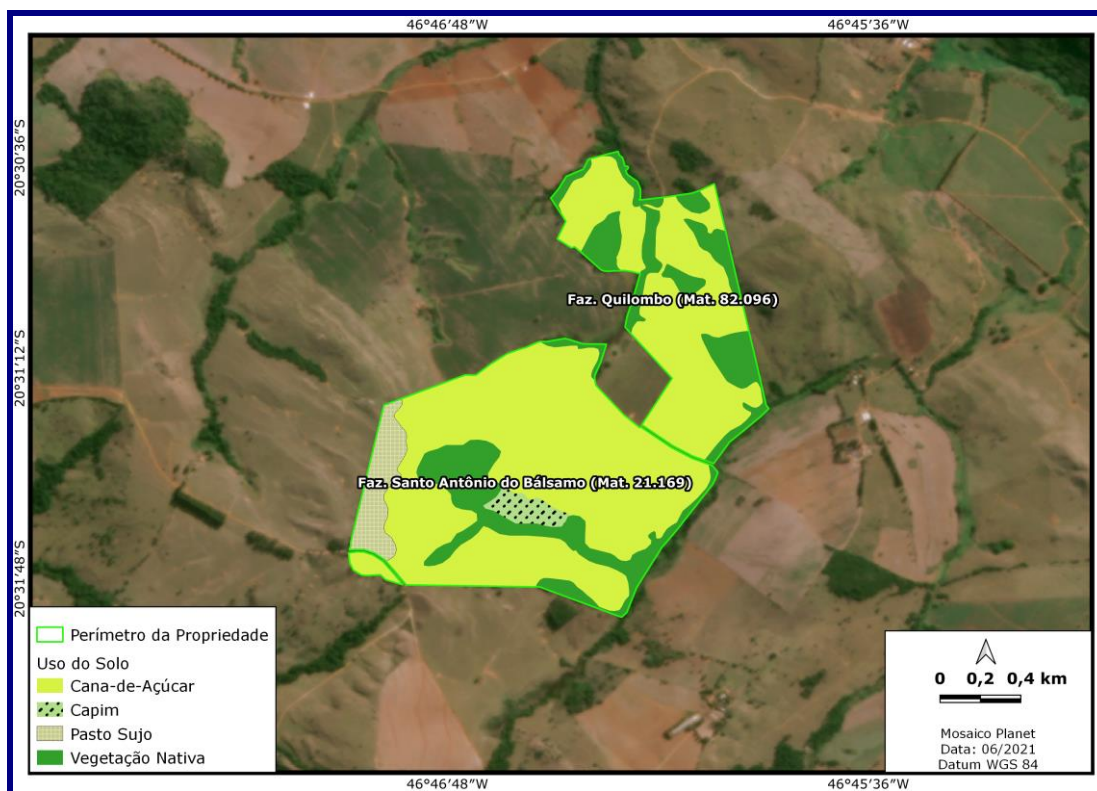 46°46'48"W
46°45'36"W
20°30'36"S
20°31'12"S
20°31'48"S
Faz. Quilombo (Mat. 82.096)
Faz. Santo Antônio do Bálsamo (Mat. 21.169)
Perímetro da Propriedade
Uso do Solo
Cana-de-Açúcar
Capim
Pasto Sujo
Vegetação Nativa
0 0,2 0,4 km
Mosaico Planet
Data: 06/2021
Datum WGS 84
46°46'48"W
46°45'36"W